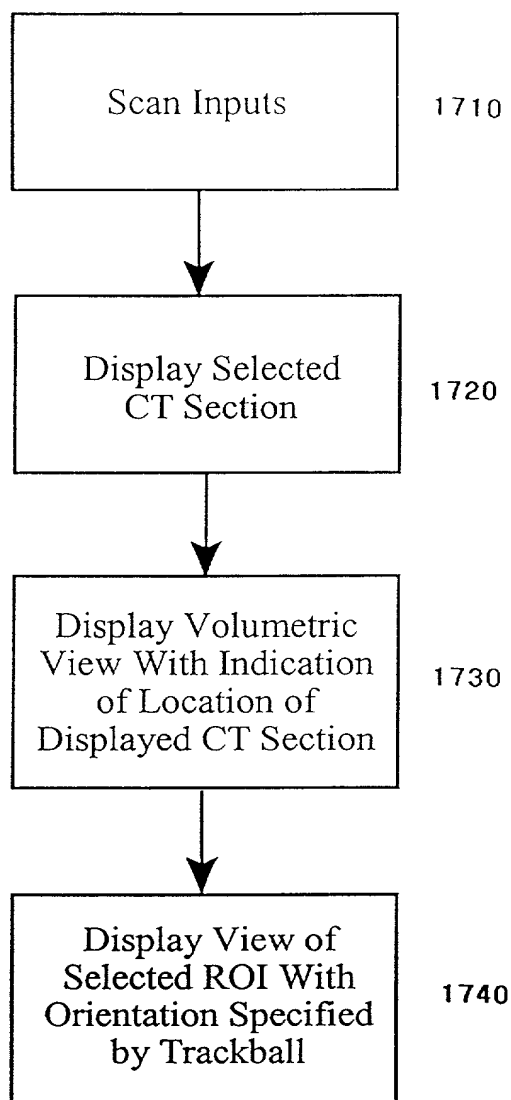 Scan Inputs
1710
Display Selected
CT Section
1720
Display Volumetric
View With Indication
of Location of
Displayed CT Section
1730
Display View of
Selected ROI With
Orientation Specified
by Trackball
1740